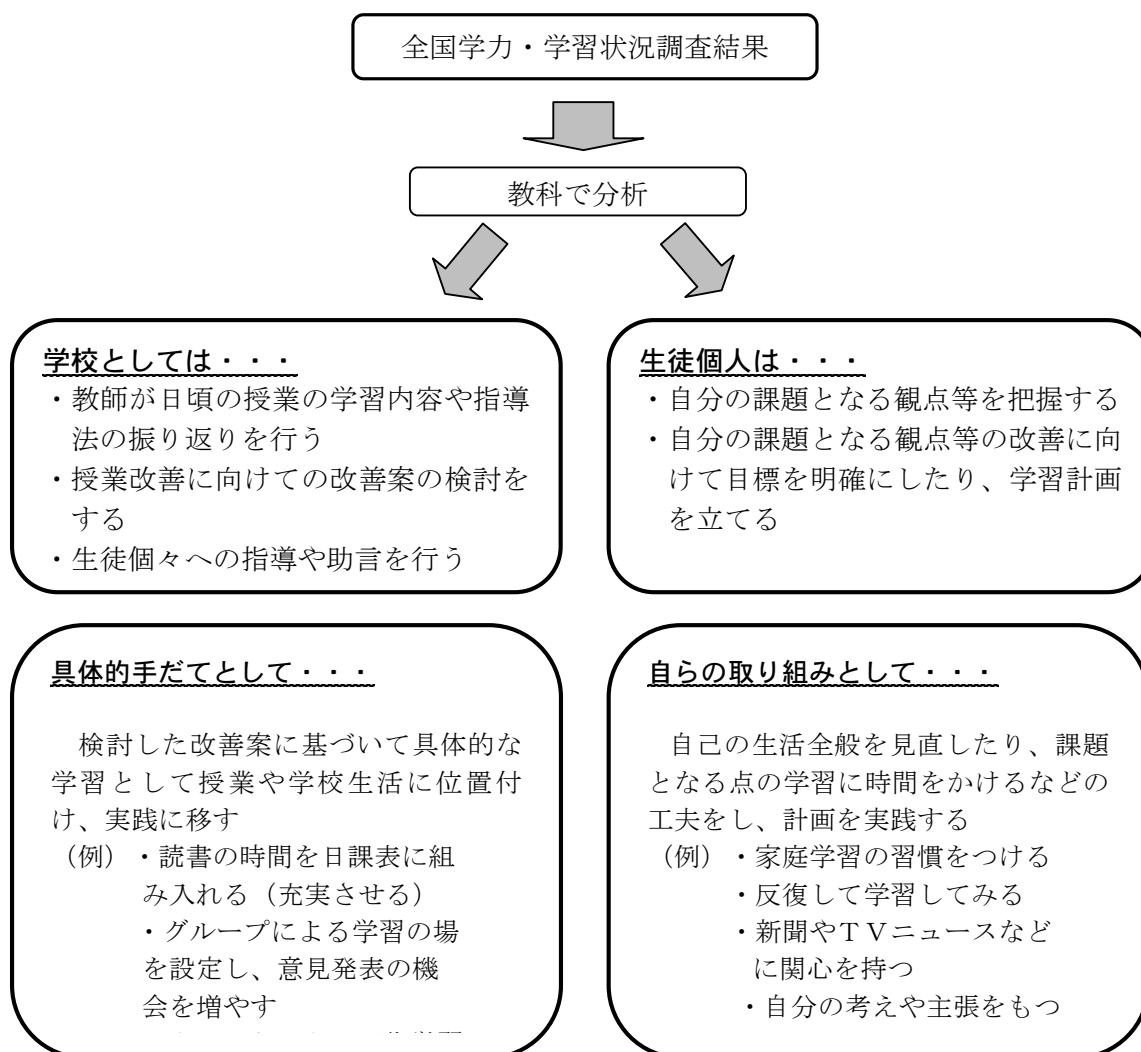 全国学力・学習状況調査結果
教科で分析
学校としては・・・
・教師が日頃の授業の学習内容や指導
法の振り返りを行う
・授業改善に向けての改善案の検討を
する
・生徒個々への指導や助言を行う
生徒個人は・・・
・自分の課題となる観点等を把握する
・自分の課題となる観点等の改善に向
けて目標を明確にしたり、学習計画
を立てる
具体的手だてとして・・・
検討した改善案に基づいて具体的な
学習として授業や学校生活に位置付
け、実践に移す
（例）・読書の時間を日課表に組
み入れる（充実させる）
・グループによる学習の場
を設定し、意見発表の機
会を増やす
自らの取り組みとして・・・
自己の生活全般を見直したり、課題
となる点の学習に時間をかけるなどの
工夫をし、計画を実践する
（例）・家庭学習の習慣をつける
・反復して学習してみる
・新聞やＴＶニュースなど
に関心を持つ
・自分の考えや主張をもつ